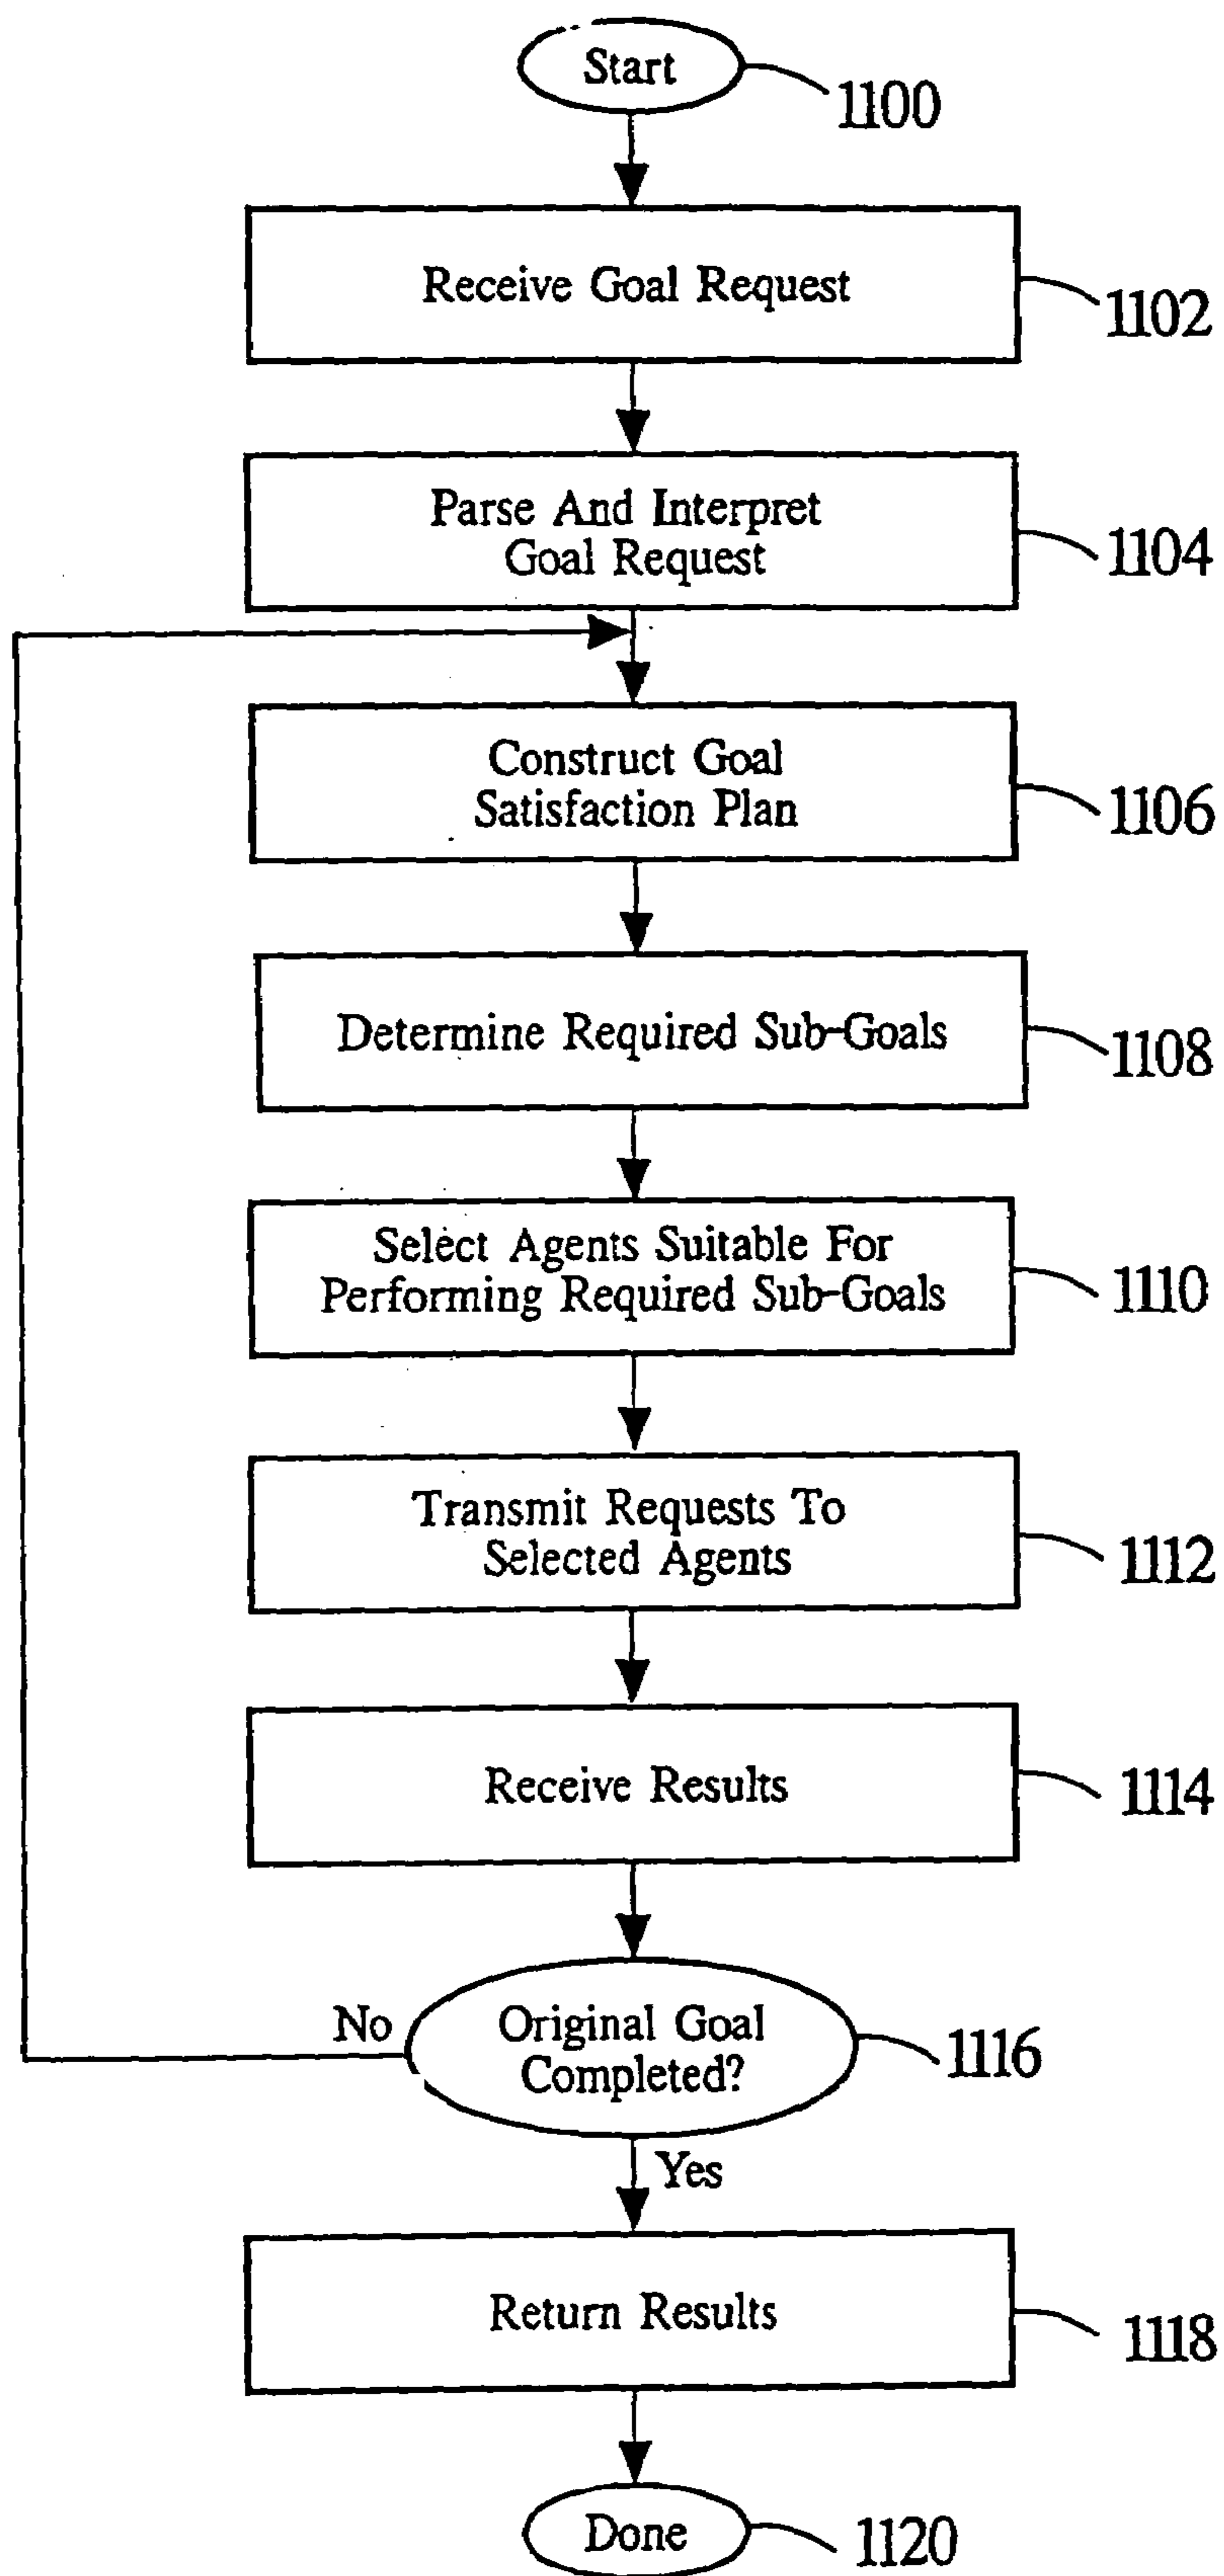 Start
1100
Receive Goal Request
1102
Parse And Interpret
Goal Request
1104
Construct Goal
Satisfaction Plan
1106
Determine Required Sub-Goals
1108
Select Agents Suitable For
Performing Required Sub-Goals
1110
Transmit Requests To
Selected Agents
1112
Receive Results
1114
No
Original Goal
Completed?
1116
Yes
Return Results
1118
Done
1120